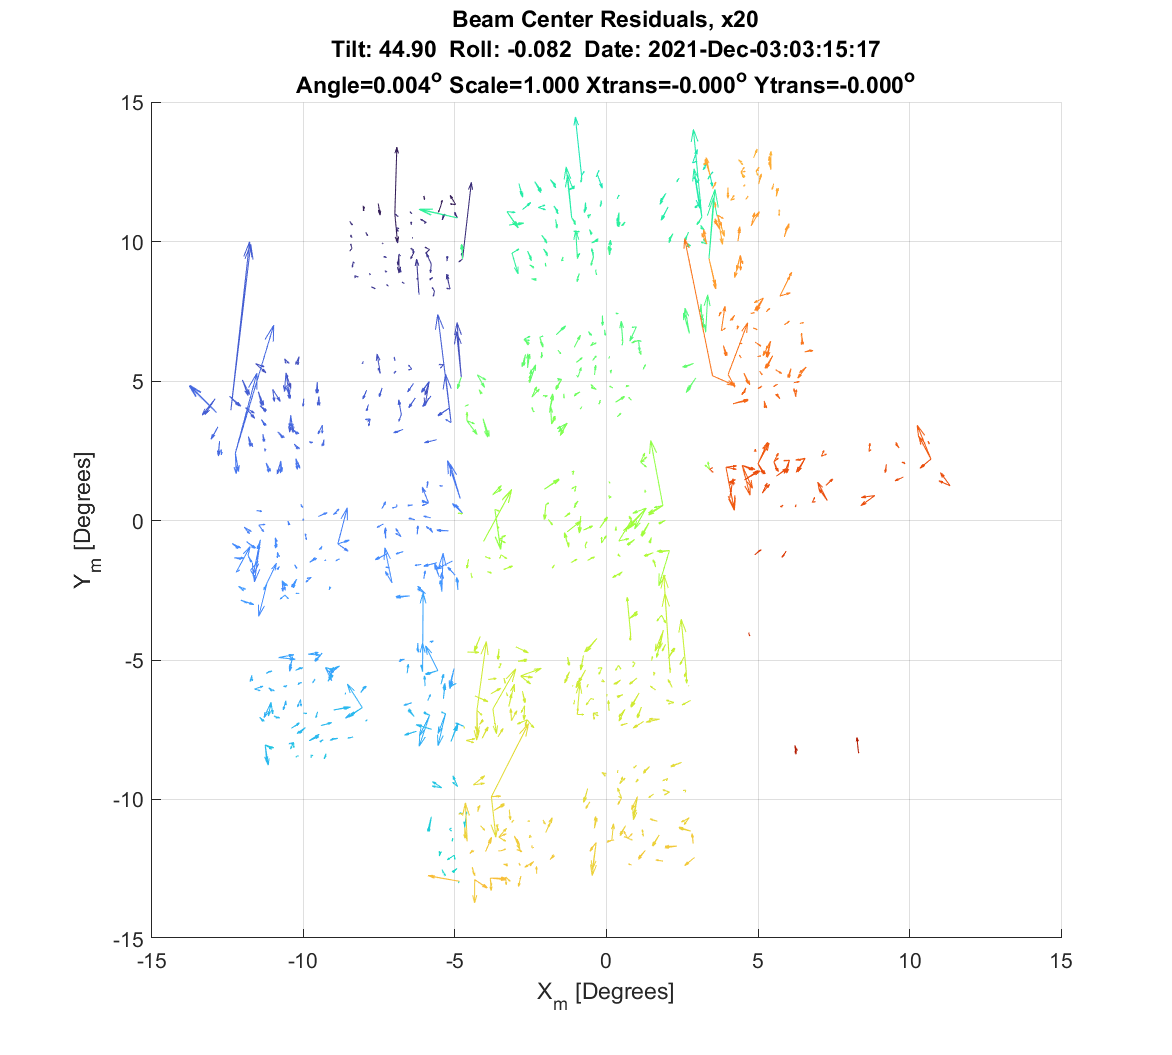 Beam Center Residuals, x20
Tilt: 44.90 Roll: -0.082 Date: 2021-Dec-03:03:15:17
Angle=0.004° Scale=1.000 Xtrans=-0.000° Ytrans=-0.000°
15
10
5
0
-5
-10
-15
Y_m [Degrees]
-15 -10 -5 0 5 10 15
X_m [Degrees]